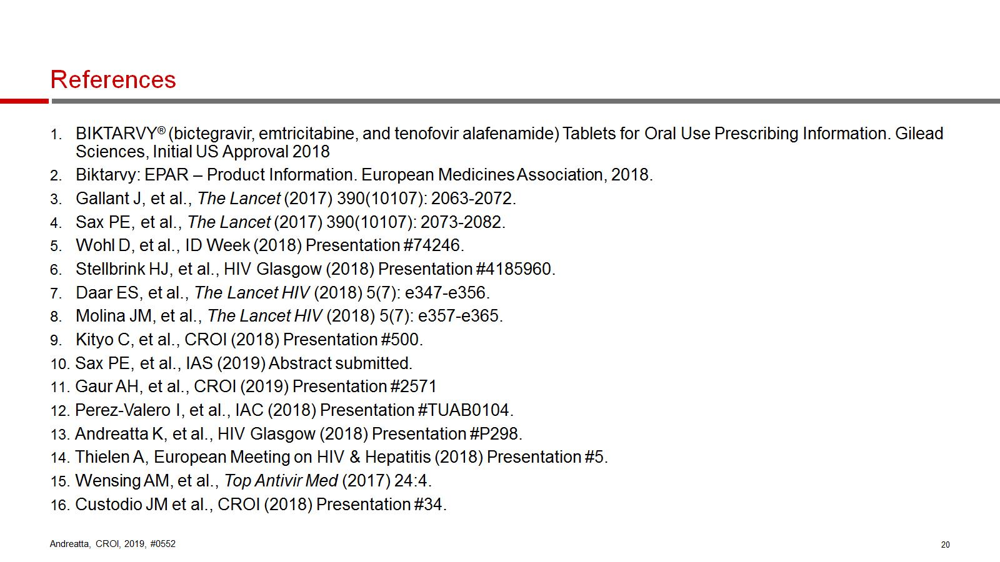 References
1. BIKTARVY® (bictegravir, emtricitabine, and tenofovir alafenamide) Tablets for Oral Use Prescribing Information. Gilead
Sciences, Initial US Approval 2018
2. Biktarvy: EPAR – Product Information. European Medicines Association, 2018.
3. Gallant J, et al., The Lancet (2017) 390(10107): 2063-2072.
4. Sax PE, et al., The Lancet (2017) 390(10107): 2073-2082.
5. Wohl D, et al., ID Week (2018) Presentation #74246.
6. Stellbrink HJ, et al., HIV Glasgow (2018) Presentation #4185960.
7. Daar ES, et al., The Lancet HIV (2018) 5(7): e347-e356.
8. Molina JM, et al., The Lancet HIV (2018) 5(7): e357-e365.
9. Kityo C, et al., CROI (2018) Presentation #500.
10. Sax PE, et al., IAS (2019) Abstract submitted.
11. Gaur AH, et al., CROI (2019) Presentation #2571
12. Perez-Valero I, et al., IAC (2018) Presentation #TUAB0104.
13. Andreatta K, et al., HIV Glasgow (2018) Presentation #P298.
14. Thielen A, European Meeting on HIV & Hepatitis (2018) Presentation #5.
15. Wensing AM, et al., Top Antivir Med (2017) 24:4.
16. Custodio JM et al., CROI (2018) Presentation #34.
Andreatta, CROI, 2019, #0552
20